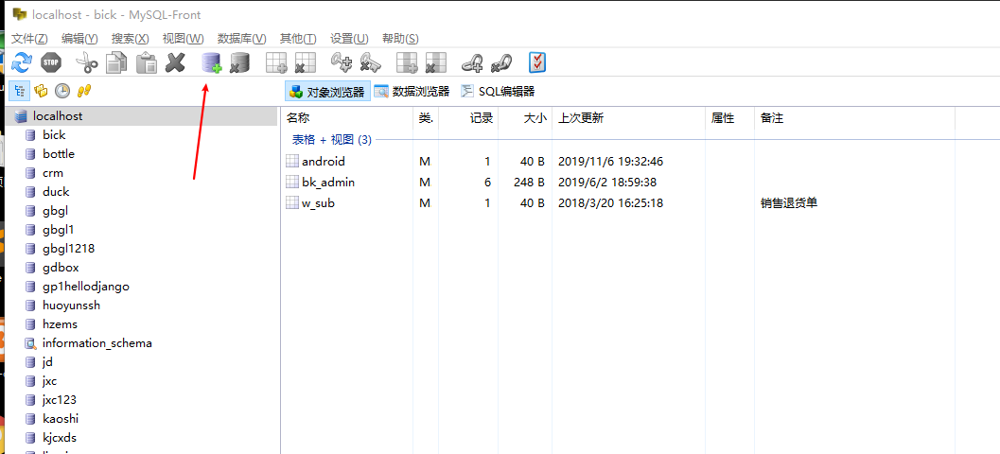 localhost - bick - MySQL-Front
文件(Z) 编辑(Y) 搜索(X) 视图(W) 数据库(V) 其他(T) 设置(U) 帮助(S)
STOP
对象浏览器 数据浏览器 SQL编辑器
localhost
bick
bottle
crm
duck
gbgl
gbgl1
gbgl1218
gdbox
gp1hellodjango
huoyunssh
hzems
information_schema
jd
jxc
jxc123
kaoshi
kjcxds
名称 类. 记录 大小 上次更新 属性 备注
表格 + 视图 (3)
android M 1 40 B 2019/11/6 19:32:46
bk_admin M 6 248 B 2019/6/2 18:59:38
w_sub M 1 40 B 2018/3/20 16:25:18 销售退货单